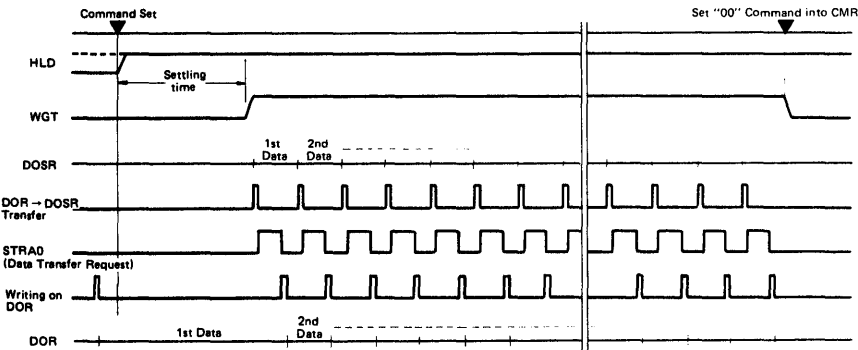 Command Set
Set "00" Command into CMR
HLD
Settling
time
WGT
1st
Data
2nd
Data
DOSR
DOR → DOSR
Transfer
STRA0
(Data Transfer Request)
Writing on
DOR
1st Data
2nd
Data
DOR